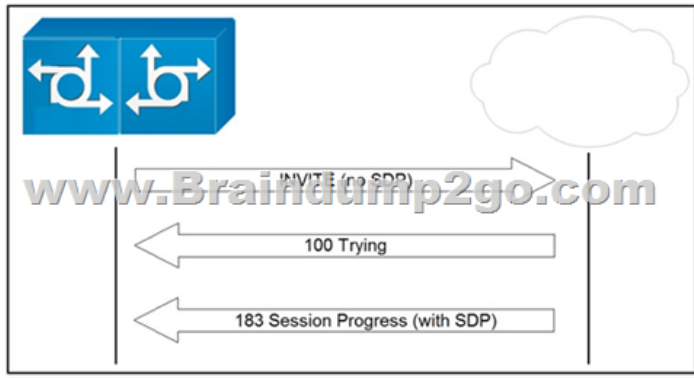 INVITE (no SDP)
www.Braindump2go.com
100 Trying
183 Session Progress (with SDP)